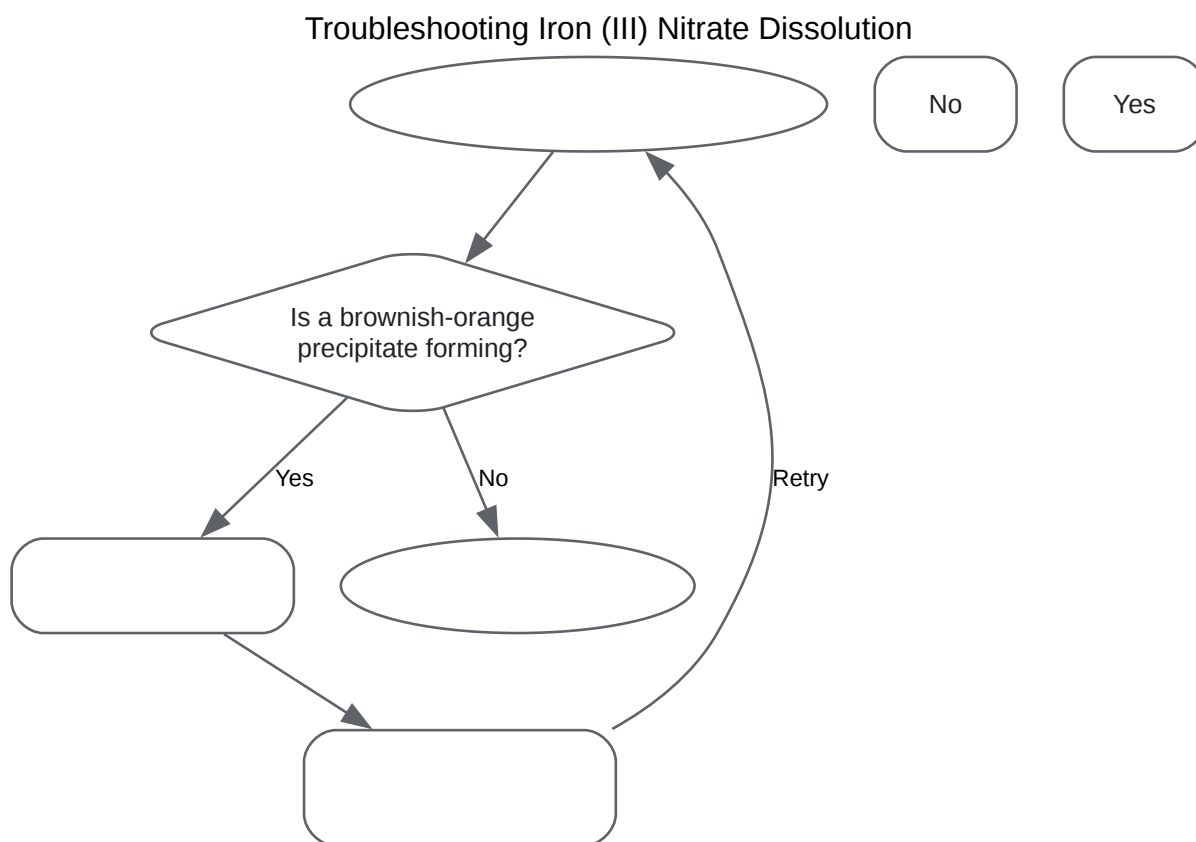 Troubleshooting Iron (III) Nitrate Dissolution
No
Yes
Is a brownish-orange
precipitate forming?
Yes
No
Retry